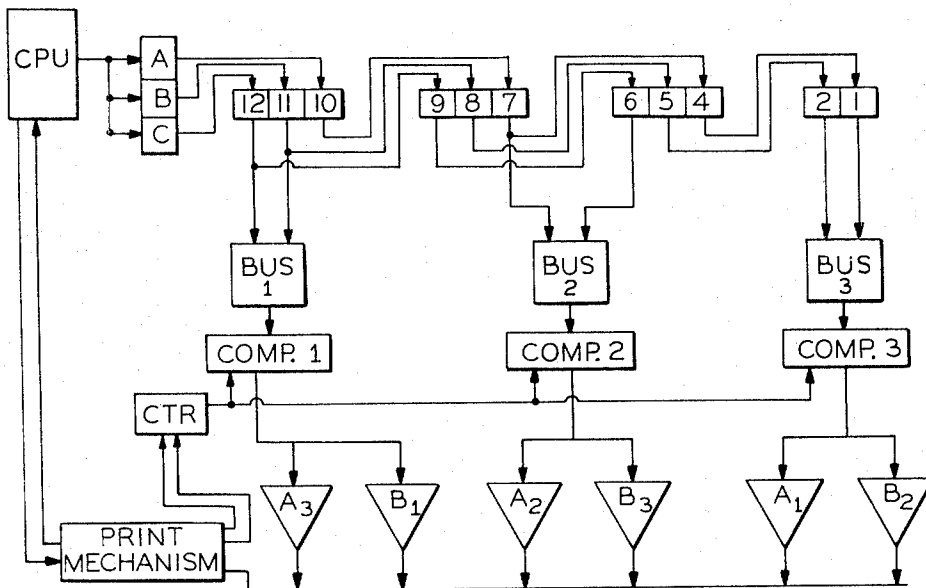 CPU
A
B
C
12 11 10
9 8 7
6 5 4
2 1
BUS
1
BUS
2
BUS
3
COMP. 1
COMP. 2
COMP. 3
CTR
A3
B1
A2
B3
A1
B2
PRINT
MECHANISM